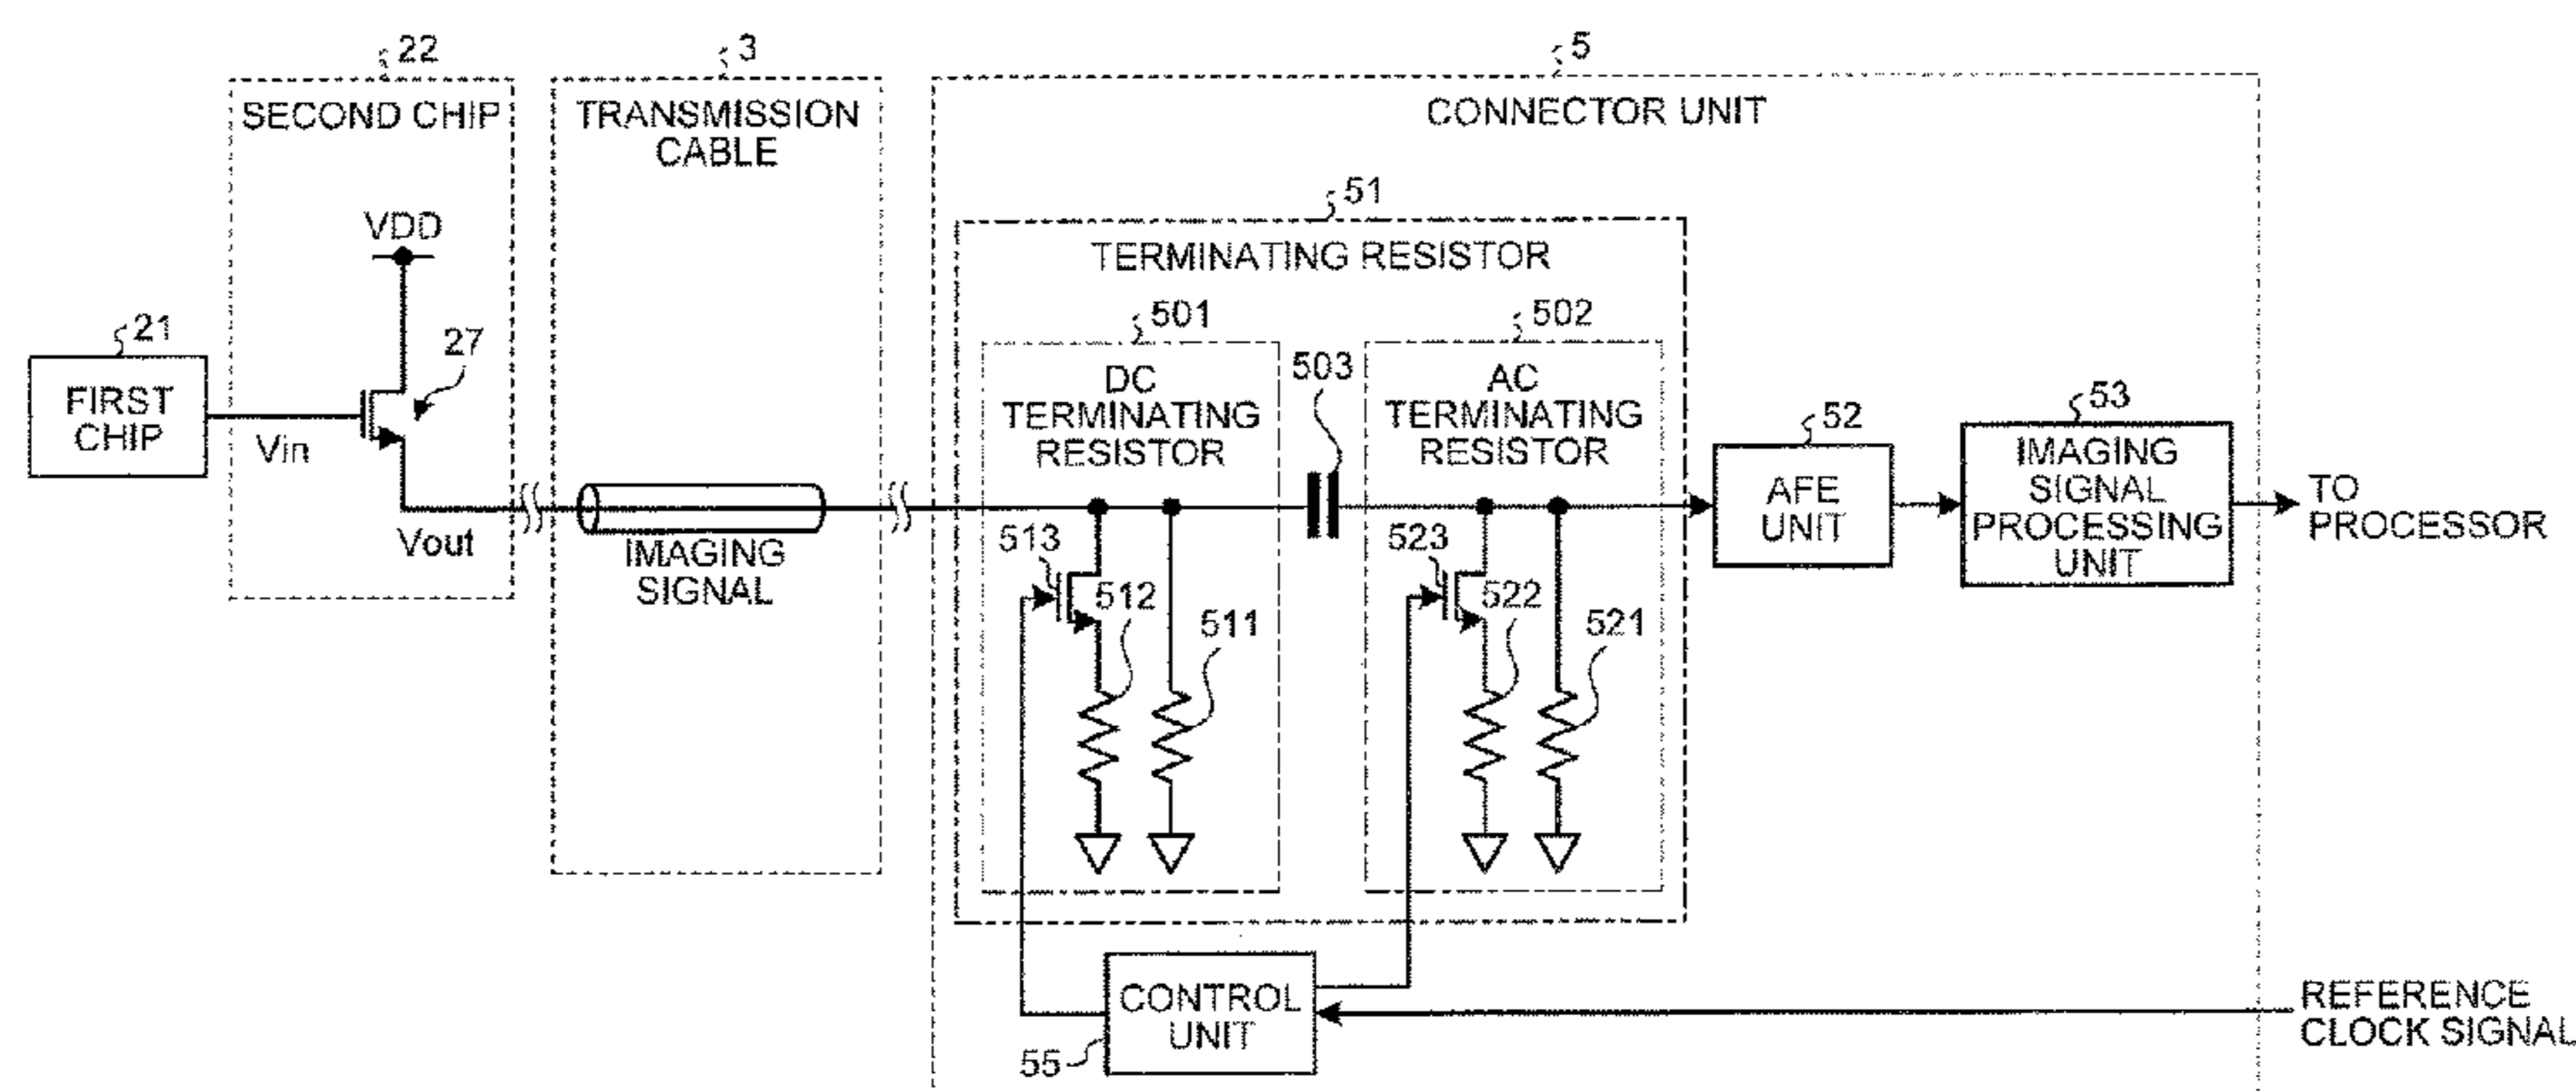 22
SECOND CHIP
VDD
21
FIRST
CHIP
Vin
27
Vout
3
TRANSMISSION
CABLE
IMAGING
SIGNAL
5
CONNECTOR UNIT
51
TERMINATING RESISTOR
501
DC
TERMINATING
RESISTOR
503
502
AC
TERMINATING
RESISTOR
513
512
511
523
522
521
52
AFE
UNIT
53
IMAGING
SIGNAL
PROCESSING
UNIT
TO
PROCESSOR
CONTROL
UNIT
55
REFERENCE
CLOCK SIGNAL